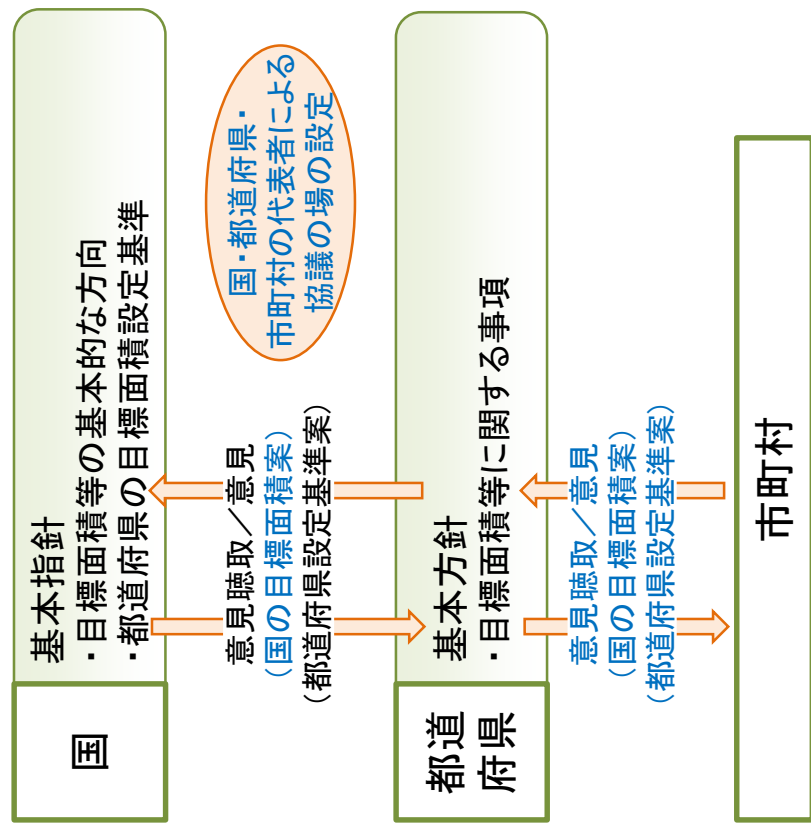 国
基本指針
・目標面積等の基本的な方向
・都道府県の目標面積設定基準
国・都道府県・
市町村の代表者による
協議の場の設定
意見聴取／意見
(国の目標面積案)
(都道府県設定基準案)
都道
府県
基本方針
・目標面積等に関する事項
意見聴取／意見
(国の目標面積案)
(都道府県設定基準案)
市町村